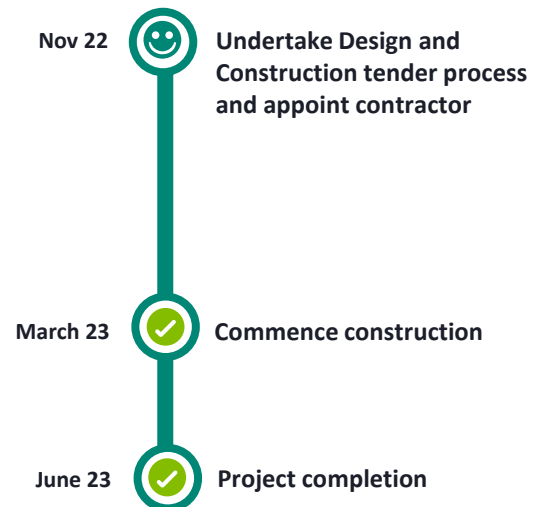 Nov 22
Undertake Design and
Construction tender process
and appoint contractor
March 23
Commence construction
June 23
Project completion